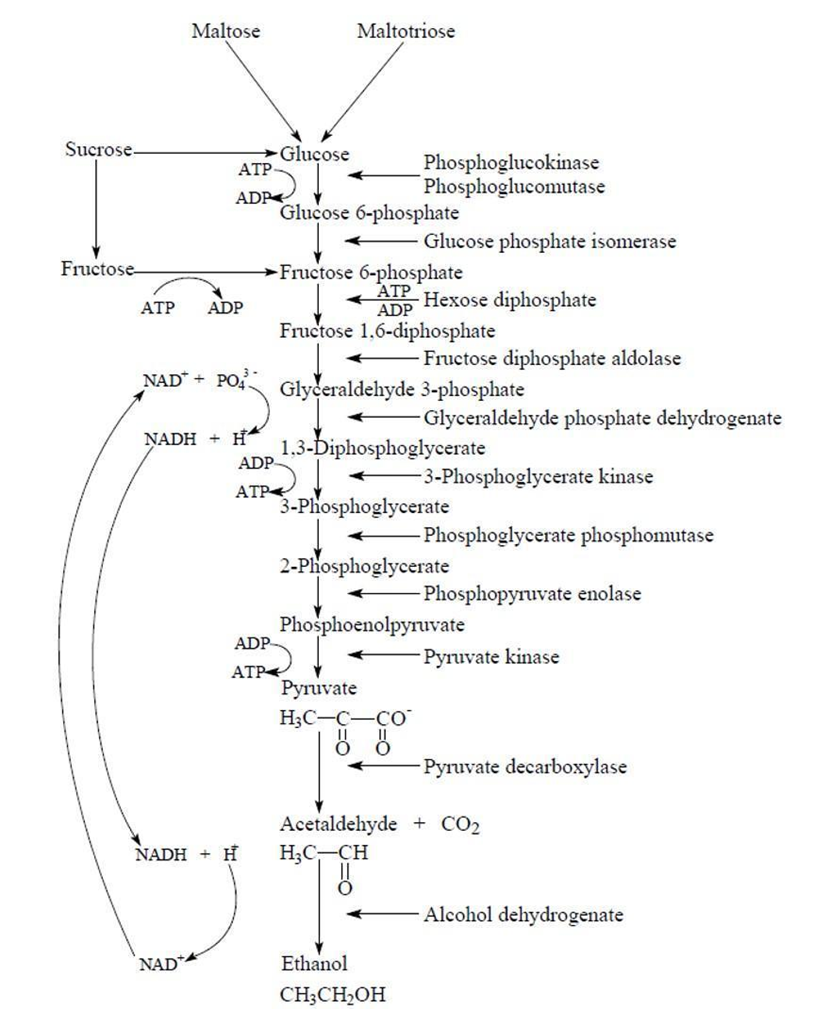 Maltose Maltotriose
Sucrose Glucose
Phosphoglucokinase
ATP
Phosphoglucomutase
ADP
Glucose 6-phosphate
Glucose phosphate isomerase
Fructose Fructose 6-phosphate
ATP
Hexose diphosphate
ATP ADP ADP
Fructose 1,6-diphosphate
Fructose diphosphate aldolase
NAD⁺ + PO₄³⁻ Glyceraldehyde 3-phosphate
Glyceraldehyde phosphate dehydrogenate
NADH + H⁺
1,3-Diphosphoglycerate
ADP
3-Phosphoglycerate kinase
ATP
3-Phosphoglycerate
Phosphoglycerate phosphomutase
2-Phosphoglycerate
Phosphopyruvate enolase
Phosphoenolpyruvate
ADP
Pyruvate kinase
ATP
Pyruvate
H₃C—C—CO⁻
O O
Pyruvate decarboxylase
Acetaldehyde + CO₂
NADH + H⁺ H₃C—CH
O
Alcohol dehydrogenate
NAD⁺ Ethanol
CH₃CH₂OH